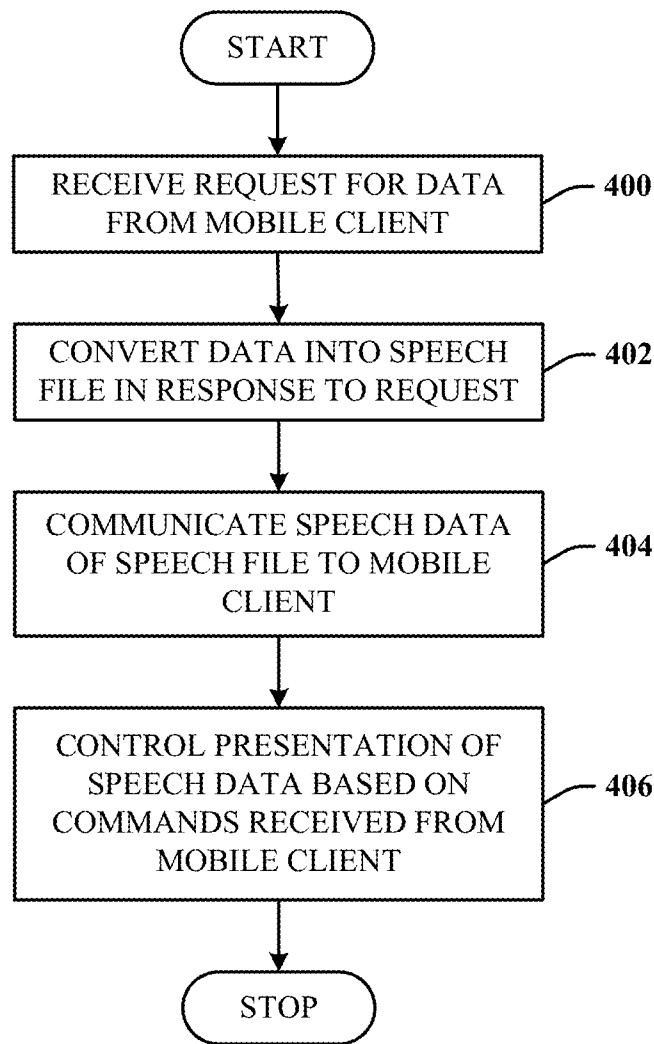 START
RECEIVE REQUEST FOR DATA
FROM MOBILE CLIENT
400
CONVERT DATA INTO SPEECH
FILE IN RESPONSE TO REQUEST
402
COMMUNICATE SPEECH DATA
OF SPEECH FILE TO MOBILE
CLIENT
404
CONTROL PRESENTATION OF
SPEECH DATA BASED ON
COMMANDS RECEIVED FROM
MOBILE CLIENT
406
STOP